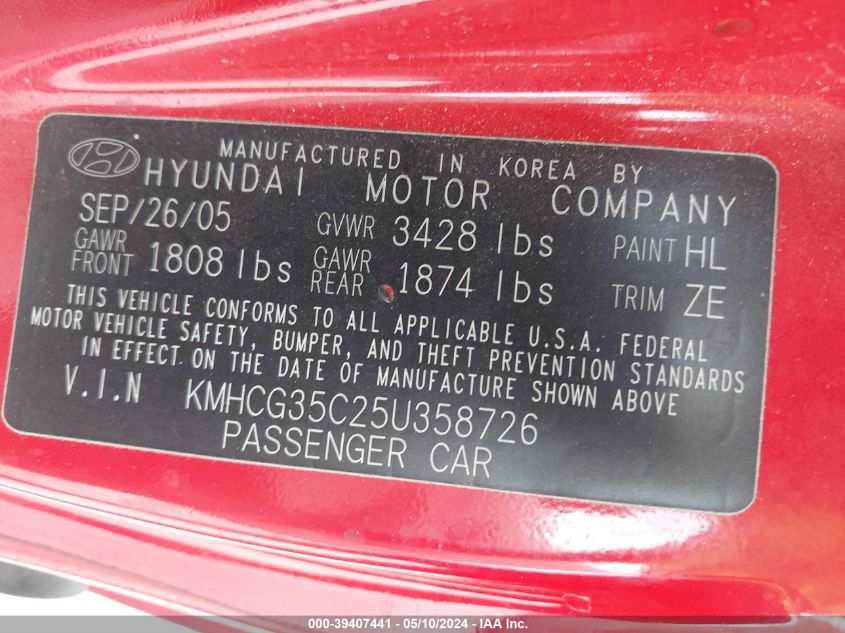 MANUFACTURED IN KOREA BY
HYUNDAI MOTOR COMPANY
SEP/26/05 GVWR 3428 lbs PAINT HL
GAWR FRONT 1808 lbs GAWR REAR 1874 lbs TRIM ZE
THIS VEHICLE CONFORMS TO ALL APPLICABLE U.S.A. FEDERAL
MOTOR VEHICLE SAFETY, BUMPER, AND THEFT PREVENTION STANDARDS
IN EFFECT ON THE DATE OF MANUFACTURE SHOWN ABOVE
V.I.N KMHCG35C25U358726
PASSENGER CAR
000-39407441 - 05/10/2024 - IAA Inc.